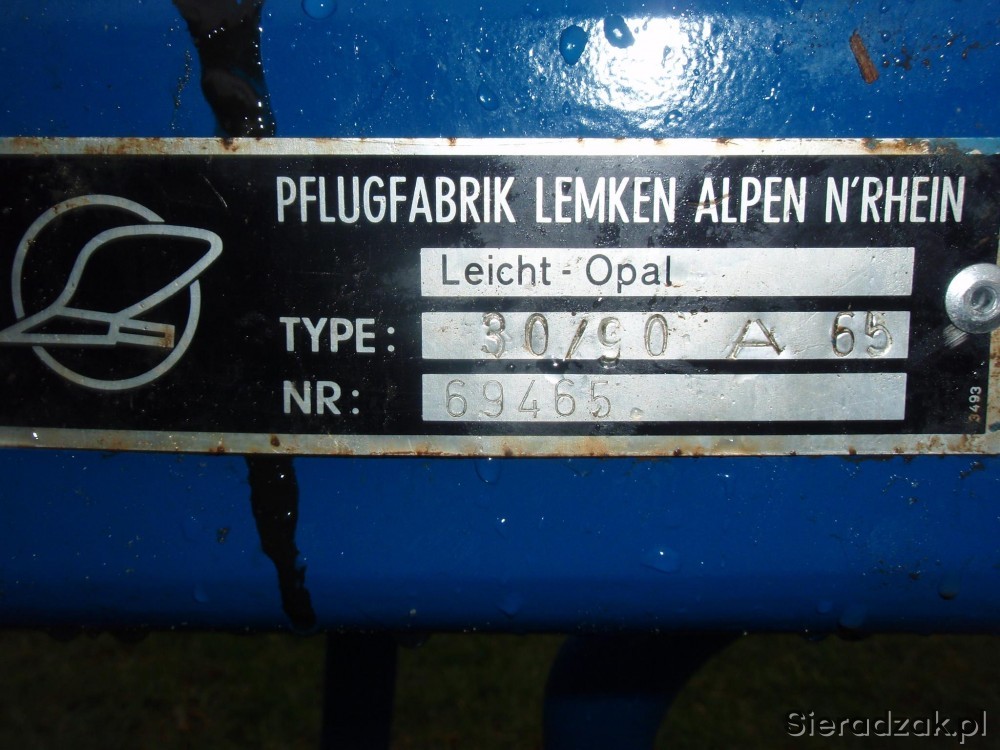 PFLUGFABRIK LEMKEN ALPEN N'RHEIN
Leicht - Opal
TYPE: 30/90 A 65
NR: 69465
3493
Sieradzak.pl